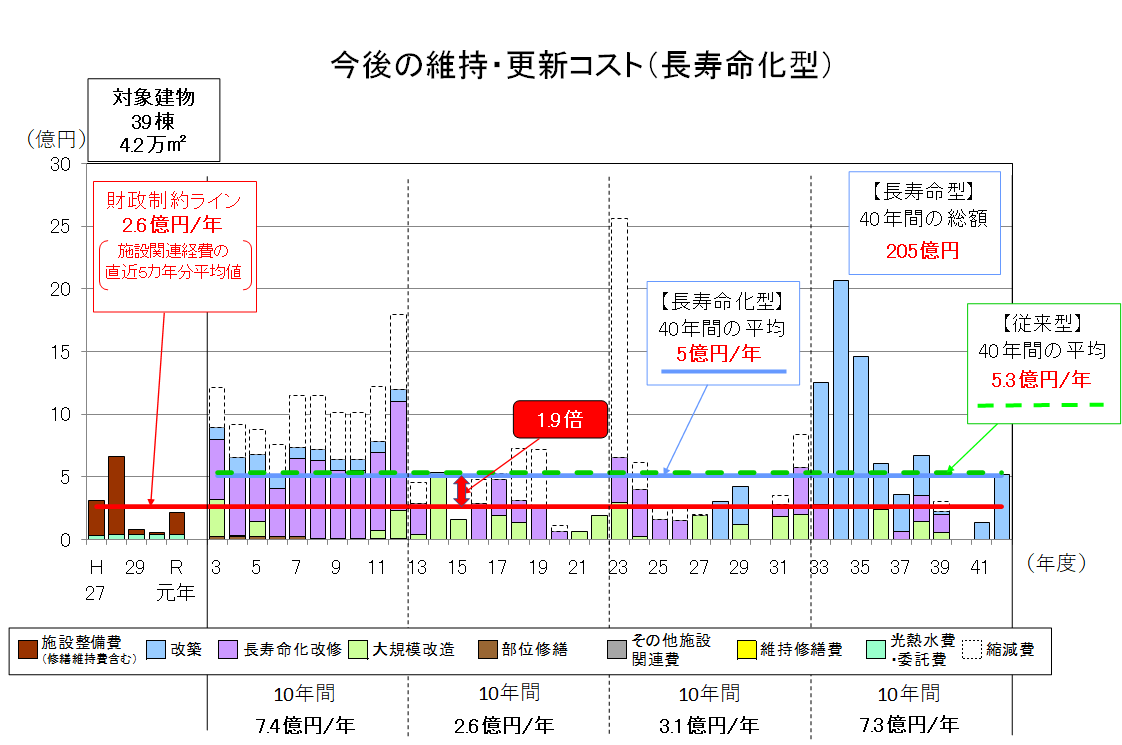 今後の維持・更新コスト（長寿命化型）
対象建物
39棟
4.2万㎡
（億円）
30
25
20
15
10
5
0
財政制約ライン
2.6億円/年
施設関連経費の
直近5カ年分平均値
【長寿命型】
40年間の総額
205億円
【長寿命化型】
40年間の平均
5億円/年
【従来型】
40年間の平均
5.3億円/年
1.9倍
H 29 R 3 5 7 9 11 13 15 17 19 21 23 25 27 29 31 33 35 37 39 41
27 元年
（年度）
施設整備費
（修繕維持費含む）
改築
長寿命化改修
大規模改造
部位修繕
その他施設
関連費
維持修繕費
光熱水費
・委託費
縮減費
10年間 10年間 10年間 10年間
7.4億円/年 2.6億円/年 3.1億円/年 7.3億円/年